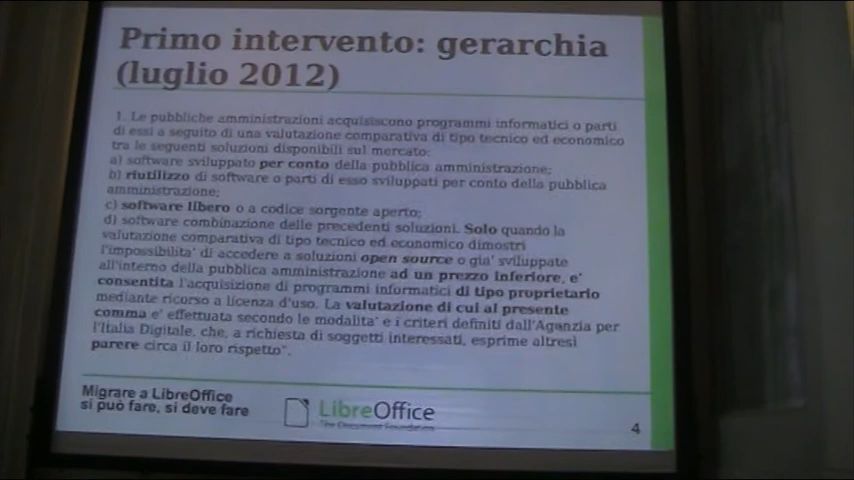 Primo intervento: gerarchia
(luglio 2012)
1. Le pubbliche amministrazioni acquisiscono programmi informatici o parti
di essi a seguito di una valutazione comparativa di tipo tecnico ed economico
tra le seguenti soluzioni disponibili sul mercato:
a) software sviluppato per conto della pubblica amministrazione;
b) riutilizzo di software o parti di esso sviluppati per conto della pubblica
amministrazione;
c) software libero o a codice sorgente aperto;
d) software combinazione delle precedenti soluzioni. Solo quando la
valutazione comparativa di tipo tecnico ed economico dimostri
l'impossibilita' di accedere a soluzioni open source o gia' sviluppate
all'interno della pubblica amministrazione ad un prezzo inferiore, e'
consentita l'acquisizione di programmi informatici di tipo proprietario
mediante ricorso a licenza d'uso. La valutazione di cui al presente
comma e' effettuata secondo le modalita' e i criteri definiti dall'Agenzia per
l'Italia Digitale, che, a richiesta di soggetti interessati, esprime altresì
parere circa il loro rispetto".
Migrare a LibreOffice
si può fare, si deve fare
LibreOffice
The Document Foundation
4